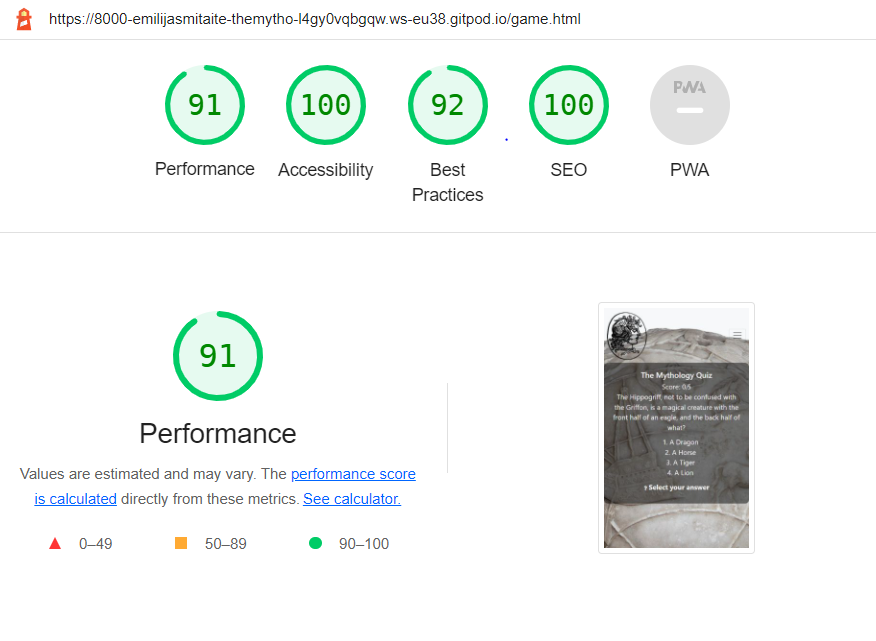 https://8000-emilijasmitaite-themytho-l4gy0vqbgqw.ws-eu38.gitpod.io/game.html
91
100
92
100
PWA
Performance
Accessibility
Best
Practices
SEO
PWA
91
Performance
Values are estimated and may vary. The performance score
is calculated directly from these metrics. See calculator.
0–49
50–89
90–100
The Mythology Quiz
Score: 0/5
The Hippogriff, not to be confused with
the Griffon, is a magical creature with the
front half of an eagle, and the back half of
what?
1. A Dragon
2. A Horse
3. A Tiger
4. A Lion
↑ Select your answer